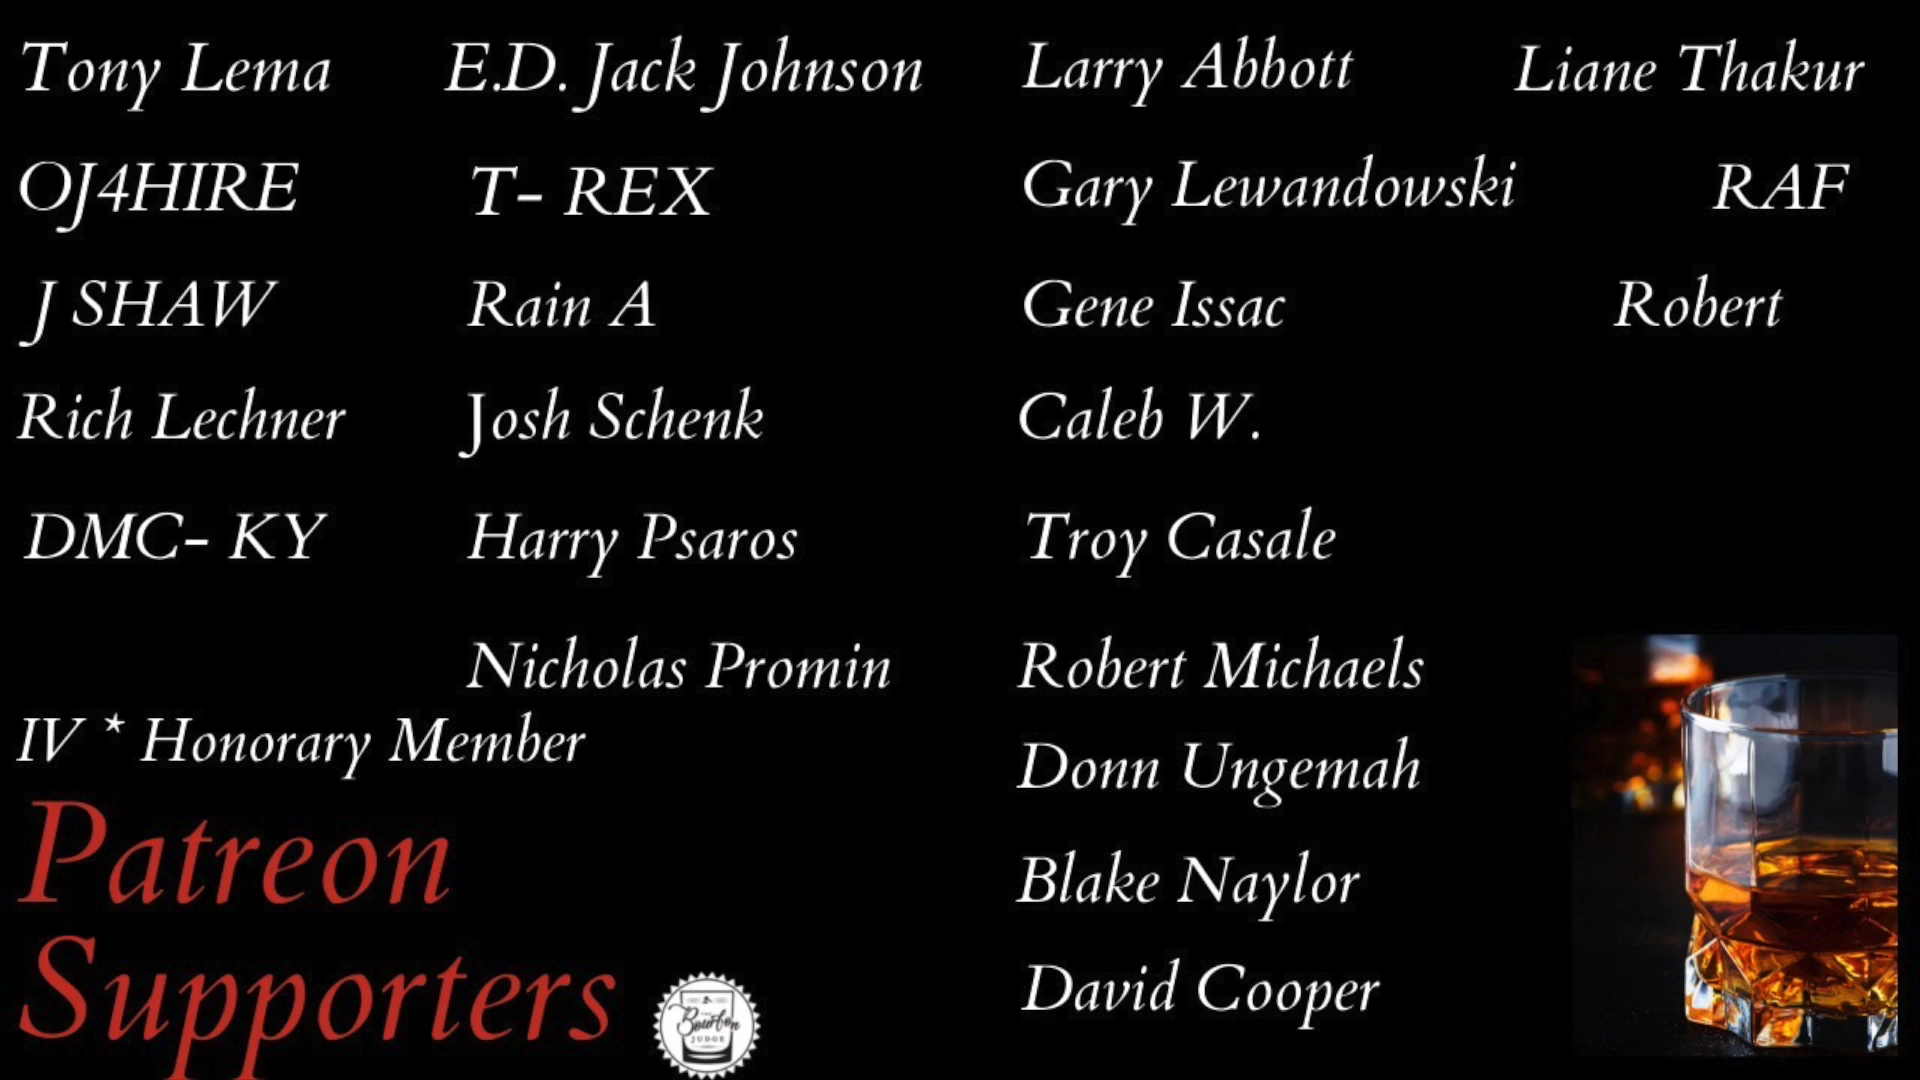 Tony Lema
OJ4HIRE
J SHAW
Rich Lechner
DMC- KY
IV * Honorary Member
E.D. Jack Johnson
T- REX
Rain A
Josh Schenk
Harry Psaros
Nicholas Promin
Larry Abbott
Gary Lewandowski
Gene Issac
Caleb W.
Troy Casale
Robert Michaels
Donn Ungemah
Blake Naylor
David Cooper
Liane Thakur
RAF
Robert
Patreon
Supporters
Bourbon
JUDGE